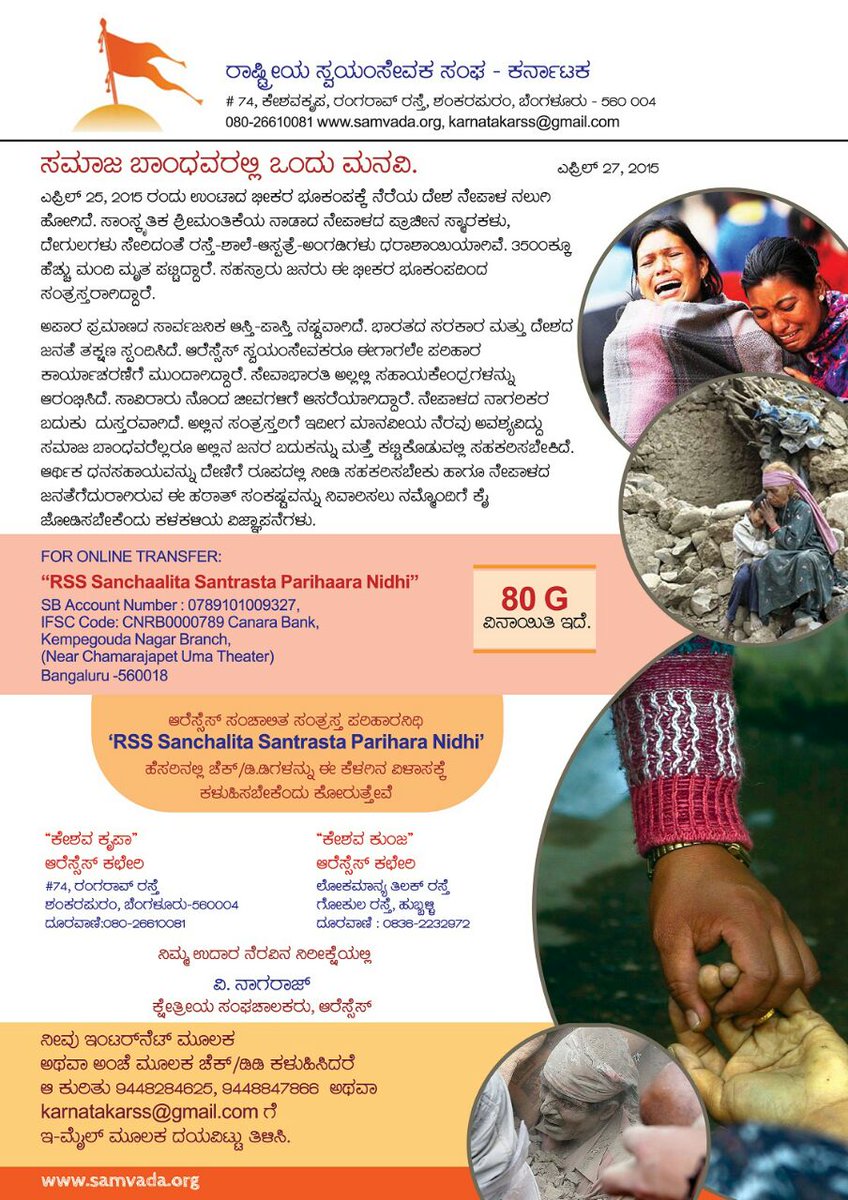 ರಾಷ್ಟ್ರೀಯ ಸ್ವಯಂಸೇವಕ ಸಂಘ - ಕರ್ನಾಟಕ
# 74, ಕೇಶವಕೃಪ, ರಂಗರಾವ್ ರಸ್ತೆ, ಶಂಕರಪುರಂ, ಬೆಂಗಳೂರು - 560 004
080-26610081 www.samvada.org, karnatakarss@gmail.com
ಸಮಾಜ ಬಾಂಧವರಲ್ಲಿ ಒಂದು ಮನವಿ.
ಎಪ್ರಿಲ್ 27, 2015
ಎಪ್ರಿಲ್ 25, 2015 ರಂದು ಉಂಟಾದ ಭೀಕರ ಭೂಕಂಪಕ್ಕೆ ನೆರೆಯ ದೇಶ ನೇಪಾಳ ನಲುಗಿ
ಹೋಗಿದೆ. ಸಾಂಸ್ಕೃತಿಕ ಶ್ರೀಮಂತಿಕೆಯ ನಾಡಾದ ನೇಪಾಳದ ಪ್ರಾಚೀನ ಸ್ಮಾರಕಗಳು,
ದೇಗುಲಗಳು ಸೇರಿದಂತೆ ರಸ್ತೆ-ಶಾಲೆ-ಆಸ್ಪತ್ರೆ-ಅಂಗಡಿಗಳು ಧರಾಶಾಯಿಯಾಗಿವೆ. 3500ಕ್ಕೂ
ಹೆಚ್ಚು ಮಂದಿ ಮೃತ ಪಟ್ಟಿದ್ದಾರೆ. ಸಹಸ್ರಾರು ಜನರು ಈ ಭೀಕರ ಭೂಕಂಪದಿಂದ
ಸಂತ್ರಸ್ತರಾಗಿದ್ದಾರೆ.
ಅಪಾರ ಪ್ರಮಾಣದ ಸಾರ್ವಜನಿಕ ಆಸ್ತಿ-ಪಾಸ್ತಿ ನಷ್ಟವಾಗಿದೆ. ಭಾರತದ ಸರಕಾರ ಮತ್ತು ದೇಶದ
ಜನತೆ ತಕ್ಷಣ ಸ್ಪಂದಿಸಿದೆ. ಆರೆಸ್ಸೆಸ್ ಸ್ವಯಂಸೇವಕರೂ ಈಗಾಗಲೇ ಪರಿಹಾರ
ಕಾರ್ಯಾಚರಣೆಗೆ ಮುಂದಾಗಿದ್ದಾರೆ. ಸೇವಾಭಾರತಿ ಅಲ್ಲಲ್ಲಿ ಸಹಾಯಕೇಂದ್ರಗಳನ್ನು
ಆರಂಭಿಸಿದೆ. ಸಾವಿರಾರು ನೊಂದ ಜೀವಗಳಿಗೆ ಆಸರೆಯಾಗಿದ್ದಾರೆ. ನೇಪಾಳದ ನಾಗರಿಕರ
ಬದುಕು ದುಸ್ತರವಾಗಿದೆ. ಅಲ್ಲಿನ ಸಂತ್ರಸ್ತರಿಗೆ ಇದೀಗ ಮಾನವೀಯ ನೆರವು ಅವಶ್ಯವಿದ್ದು
ಸಮಾಜ ಬಾಂಧವರೆಲ್ಲರೂ ಅಲ್ಲಿನ ಜನರ ಬದುಕನ್ನು ಮತ್ತೆ ಕಟ್ಟಿಕೊಡುವಲ್ಲಿ ಸಹಕರಿಸಬೇಕಿದೆ.
ಆರ್ಥಿಕ ಧನಸಹಾಯವನ್ನು ದೇಣಿಗೆ ರೂಪದಲ್ಲಿ ನೀಡಿ ಸಹಕರಿಸಬೇಕು ಹಾಗೂ ನೇಪಾಳದ
ಜನತೆಗೆದುರಾಗಿರುವ ಈ ಹಠಾತ್ ಸಂಕಷ್ಟವನ್ನು ನಿವಾರಿಸಲು ನಮ್ಮೊಂದಿಗೆ ಕೈ
ಜೋಡಿಸಬೇಕೆಂದು ಕಳಕಳಿಯ ವಿಜ್ಞಾಪನೆಗಳು.
FOR ONLINE TRANSFER:
“RSS Sanchaalita Santrasta Parihaara Nidhi”
SB Account Number : 0789101009327,
IFSC Code: CNRB0000789 Canara Bank,
Kempegouda Nagar Branch,
(Near Chamarajapet Uma Theater)
Bangaluru -560018
80 G
ವಿನಾಯಿತಿ ಇದೆ.
ಆರೆಸ್ಸೆಸ್ ಸಂಚಾಲಿತ ಸಂತ್ರಸ್ತ ಪರಿಹಾರನಿಧಿ
‘RSS Sanchalita Santrasta Parihara Nidhi’
ಹೆಸರಿನಲ್ಲಿ ಚೆಕ್/ಡಿ.ಡಿಗಳನ್ನು ಈ ಕೆಳಗಿನ ವಿಳಾಸಕ್ಕೆ
ಕಳುಹಿಸಬೇಕೆಂದು ಕೋರುತ್ತೇವೆ
“ಕೇಶವ ಕೃಪಾ”
ಆರೆಸ್ಸೆಸ್ ಕಛೇರಿ
#74, ರಂಗರಾವ್ ರಸ್ತೆ
ಶಂಕರಪುರಂ, ಬೆಂಗಳೂರು-560004
ದೂರವಾಣಿ:080-26610081
“ಕೇಶವ ಕುಂಜ”
ಆರೆಸ್ಸೆಸ್ ಕಛೇರಿ
ಲೋಕಮಾನ್ಯ ತಿಲಕ್ ರಸ್ತೆ
ಗೋಕುಲ ರಸ್ತೆ, ಹುಬ್ಬಳ್ಳಿ
ದೂರವಾಣಿ : 0836-2232972
ನಿಮ್ಮ ಉದಾರ ನೆರವಿನ ನಿರೀಕ್ಷೆಯಲ್ಲಿ
ವಿ. ನಾಗರಾಜ್
ಕ್ಷೇತ್ರೀಯ ಸಂಘಚಾಲಕರು, ಆರೆಸ್ಸೆಸ್
ನೀವು ಇಂಟರ್‌ನೆಟ್ ಮೂಲಕ
ಅಥವಾ ಅಂಚೆ ಮೂಲಕ ಚೆಕ್/ಡಿಡಿ ಕಳುಹಿಸಿದರೆ
ಆ ಕುರಿತು 9448284625, 9448847866 ಅಥವಾ
karnatakarss@gmail.com ಗೆ
ಇ-ಮೈಲ್ ಮೂಲಕ ದಯವಿಟ್ಟು ತಿಳಿಸಿ.
www.samvada.org